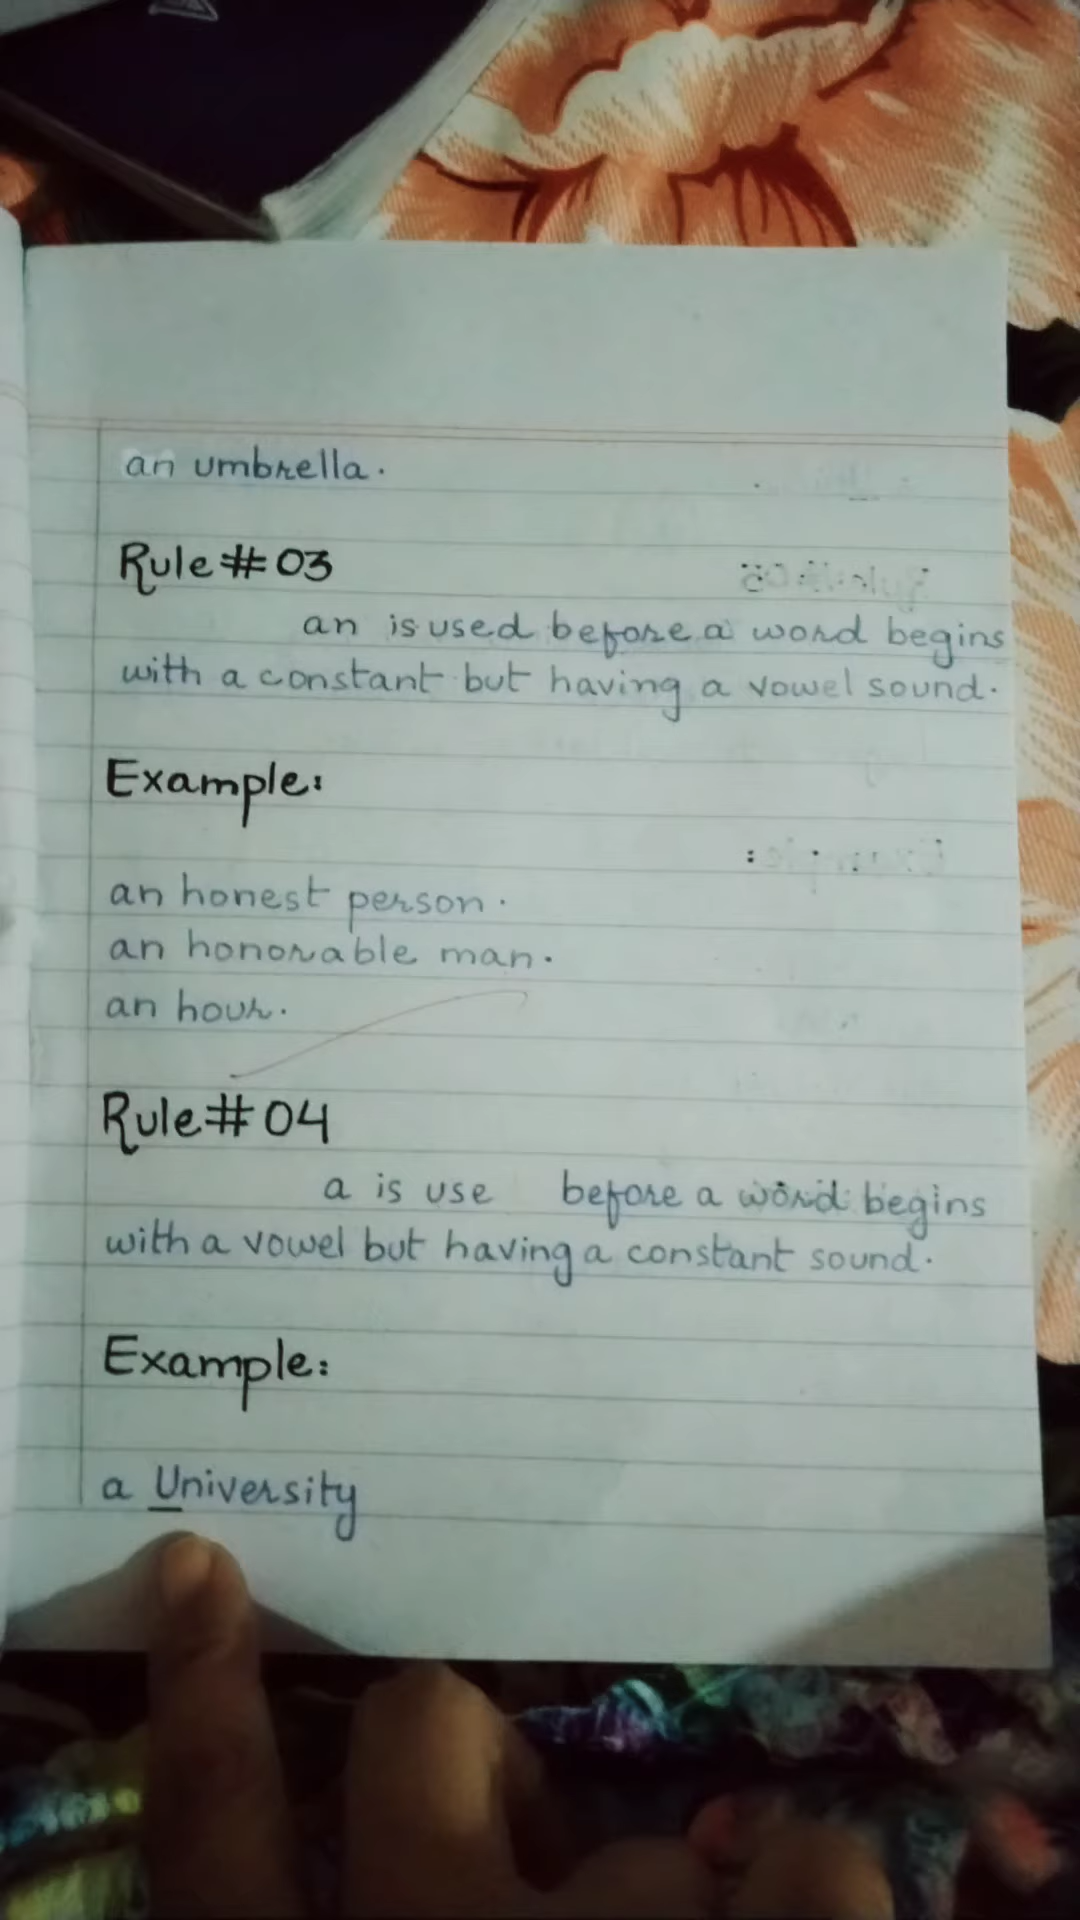 an umbrella.
Rule # 03
an is used before a word begins
with a constant but having a vowel sound.
Example:
an honest person.
an honorable man.
an hour.
Rule # 04
a is use before a word begins
with a vowel but having a constant sound.
Example:
a University